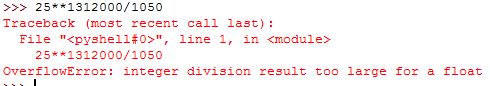 >>> 25**1312000/1050
Traceback (most recent call last):
  File "<pyshell#0>", line 1, in <module>
    25**1312000/1050
OverflowError: integer division result too large for a float
>>>